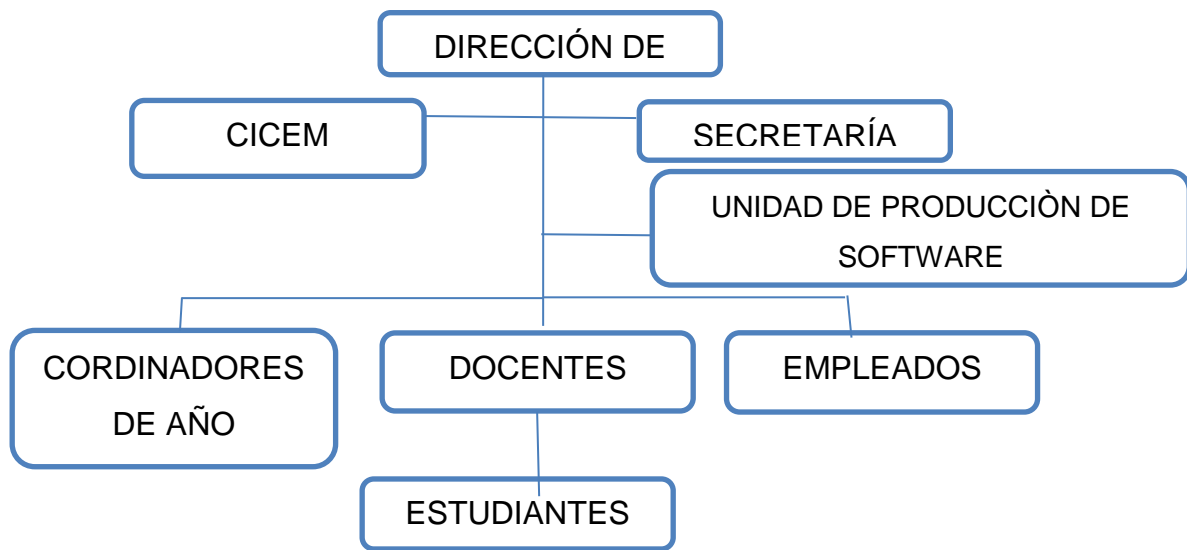 DIRECCIÓN DE
CICEM
SECRETARÍA
UNIDAD DE PRODUCCIÒN DE
SOFTWARE
CORDINADORES
DE AÑO
DOCENTES
EMPLEADOS
ESTUDIANTES